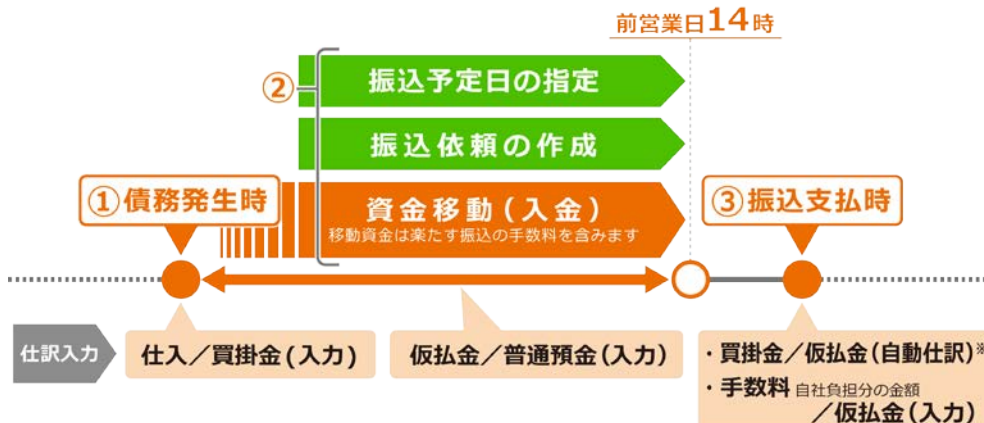 前営業日14時
②
振込予定日の指定
振込依頼の作成
①債務発生時
資金移動(入金)
移動資金は楽たす振込の手数料を含みます
③振込支払時
仕訳入力
仕入/買掛金(入力)
仮払金/普通預金(入力)
・買掛金/仮払金(自動仕訳)※
・手数料 自社負担分の金額
/仮払金(入力)